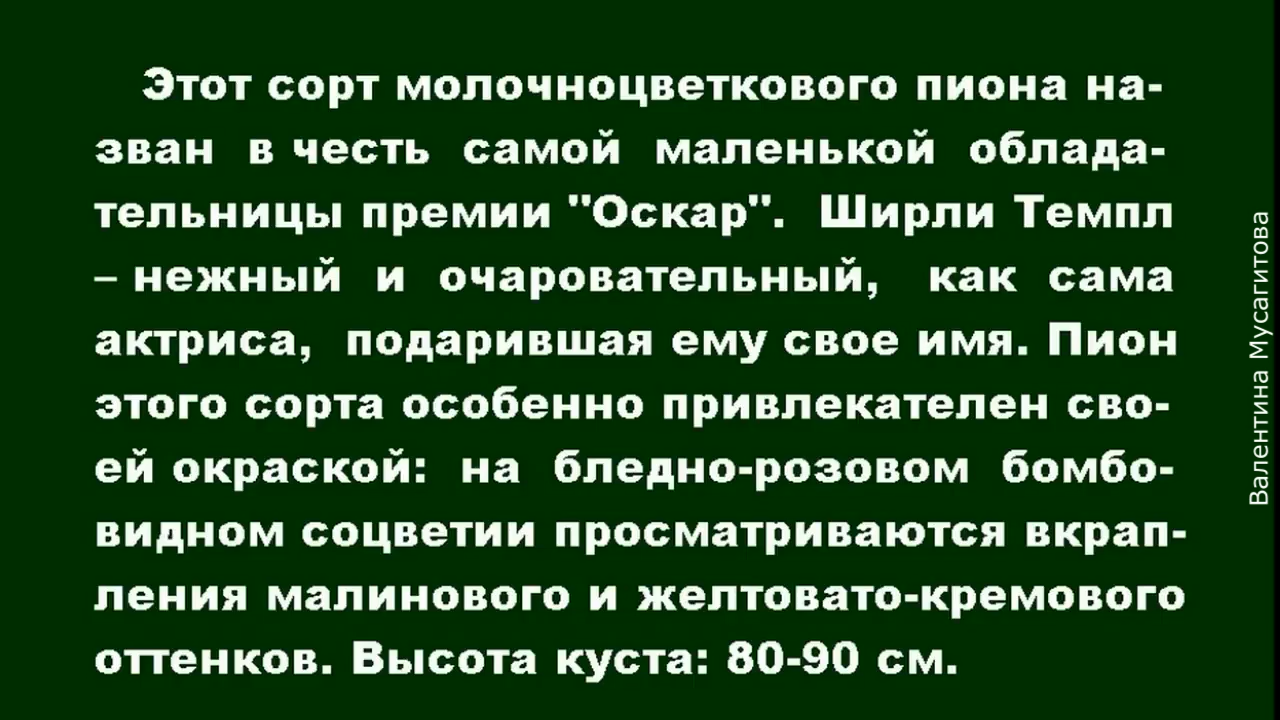 Этот сорт молочноцветкового пиона на-
зван в честь самой маленькой облада-
тельницы премии "Оскар". Ширли Темпл
– нежный и очаровательный, как сама
актриса, подарившая ему свое имя. Пион
этого сорта особенно привлекателен сво-
ей окраской: на бледно-розовом бомбо-
видном соцветии просматриваются вкрап-
ления малинового и желтовато-кремового
оттенков. Высота куста: 80-90 см.
Валентина Мусагитова